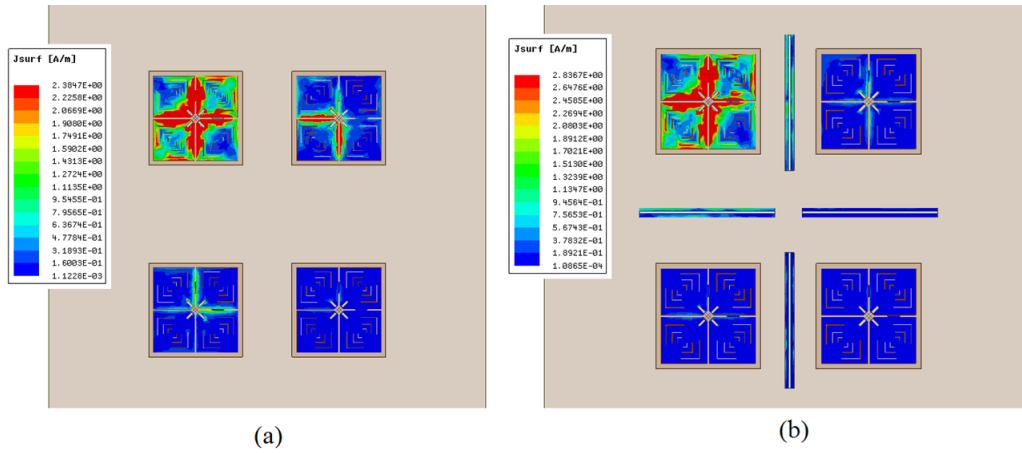 Jsurf [A/m]
2.3847E+00
2.2258E+00
2.0669E+00
1.9080E+00
1.7491E+00
1.5902E+00
1.4313E+00
1.2724E+00
1.1135E+00
9.5455E-01
7.9565E-01
6.3674E-01
4.7784E-01
3.1893E-01
1.6003E-01
1.1228E-03
(a)
Jsurf [A/m]
2.8367E+00
2.6476E+00
2.4585E+00
2.2694E+00
2.0803E+00
1.8912E+00
1.7021E+00
1.5130E+00
1.3239E+00
1.1347E+00
9.4564E-01
7.5653E-01
5.6743E-01
3.7832E-01
1.8921E-01
1.0865E-04
(b)